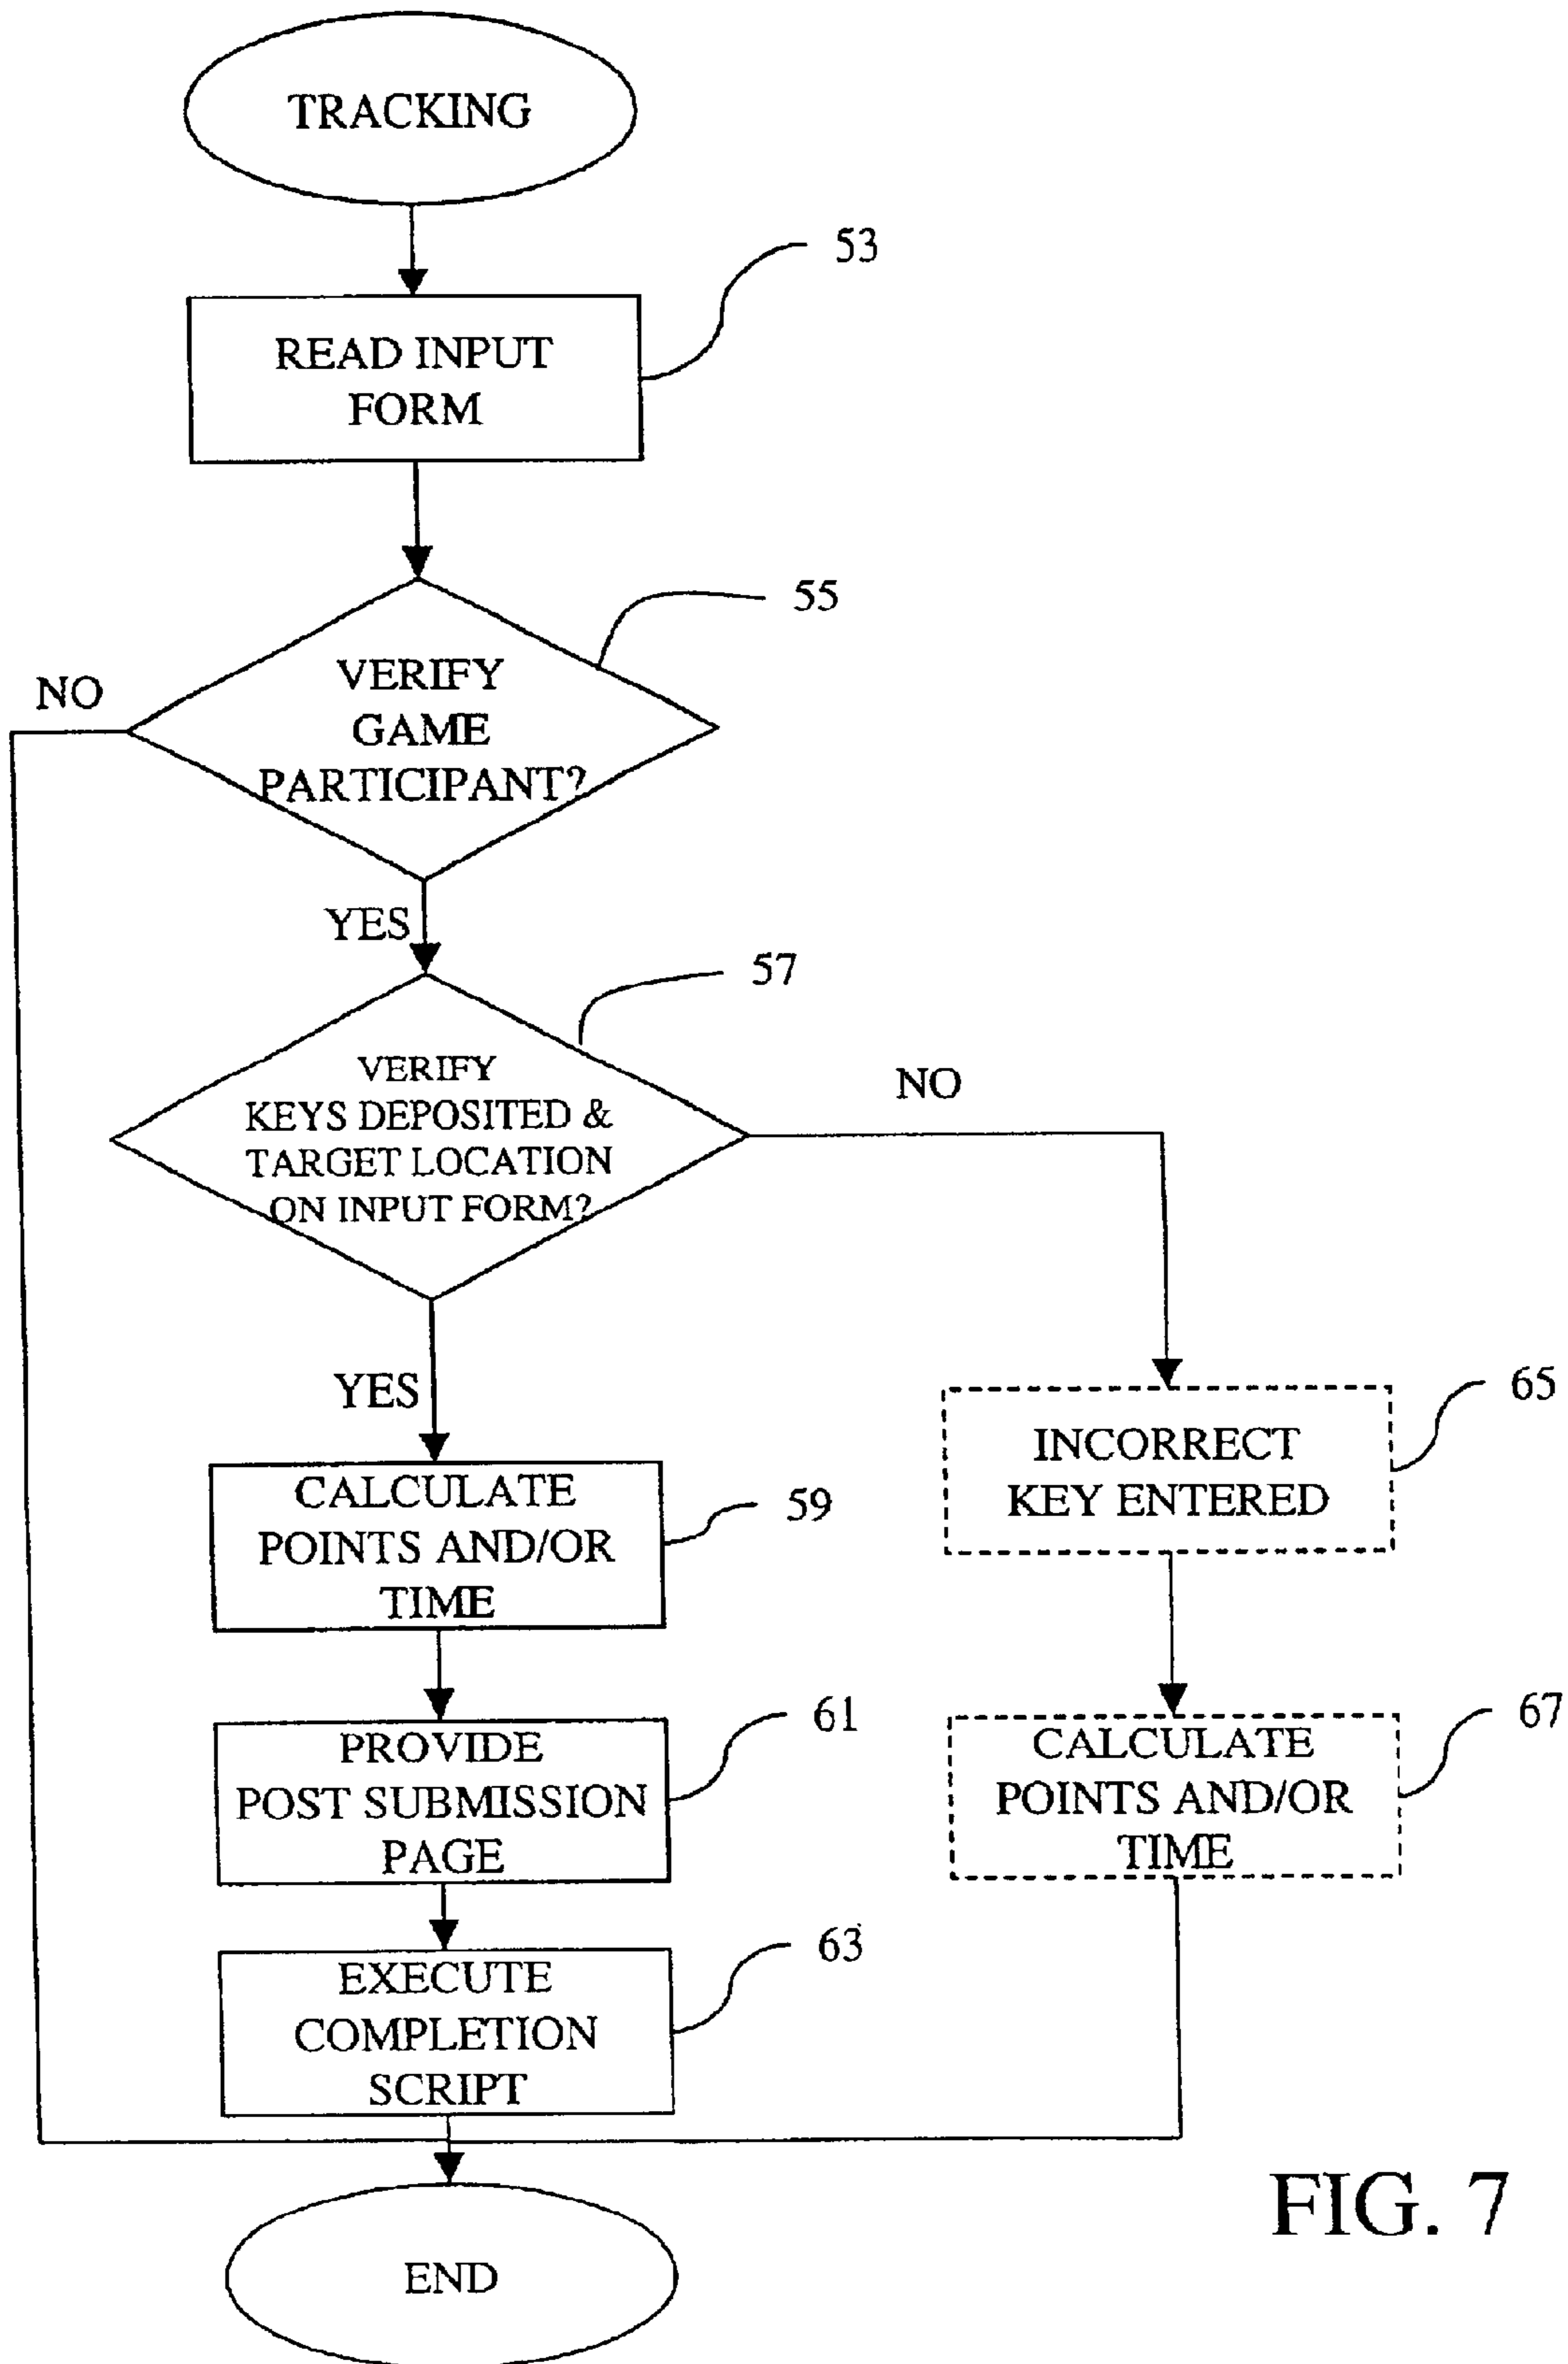 TRACKING
53
READ INPUT
FORM
55
NO
VERIFY
GAME
PARTICIPANT?
YES
57
VERIFY
KEYS DEPOSITED &
TARGET LOCATION
ON INPUT FORM?
NO
YES
65
INCORRECT
KEY ENTERED
CALCULATE
POINTS AND/OR
TIME
59
61
PROVIDE
POST SUBMISSION
PAGE
67
CALCULATE
POINTS AND/OR
TIME
63
EXECUTE
COMPLETION
SCRIPT
FIG. 7
END